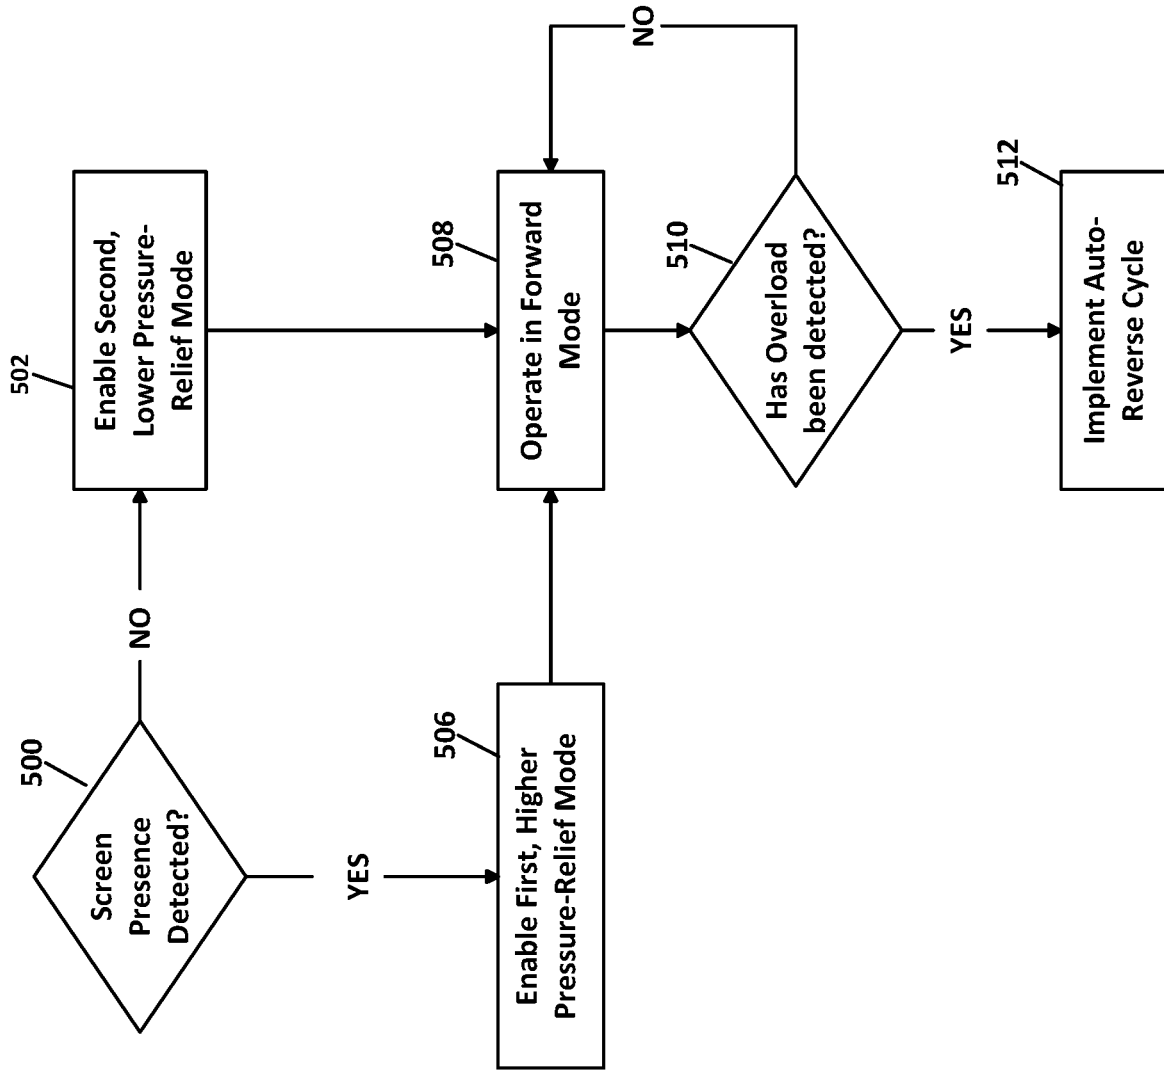 500
Screen
Presence
Detected?
NO
502
Enable Second,
Lower Pressure-
Relief Mode
YES
506
Enable First, Higher
Pressure-Relief Mode
508
Operate in Forward
Mode
510
Has Overload
been detected?
NO
YES
512
Implement Auto-
Reverse Cycle